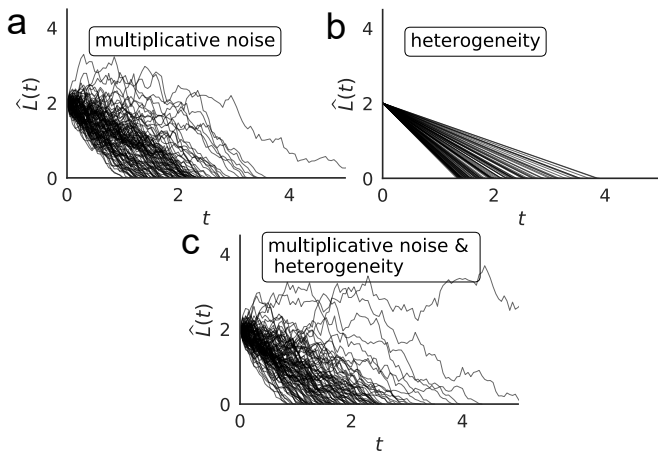 a
multiplicative noise
4
2
0
L̂(t)
0
2
4
t
b
heterogeneity
4
2
0
L̂(t)
0
2
4
t
c
multiplicative noise &
heterogeneity
4
2
0
L̂(t)
0
2
4
t